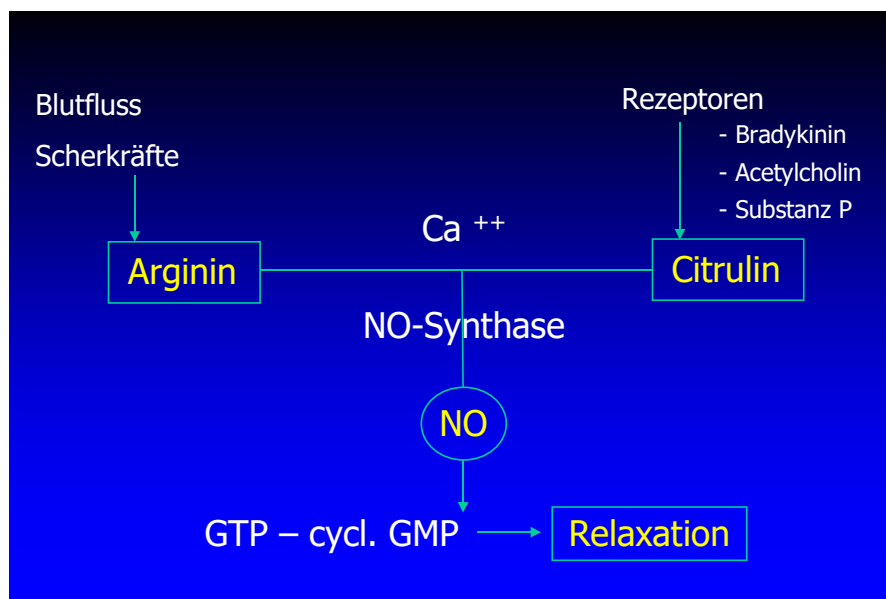 Blutfluss
Scherkräfte
Rezeptoren
- Bradykinin
- Acetylcholin
- Substanz P
Ca ++
Arginin
Citrulin
NO-Synthase
NO
GTP – cycl. GMP
Relaxation